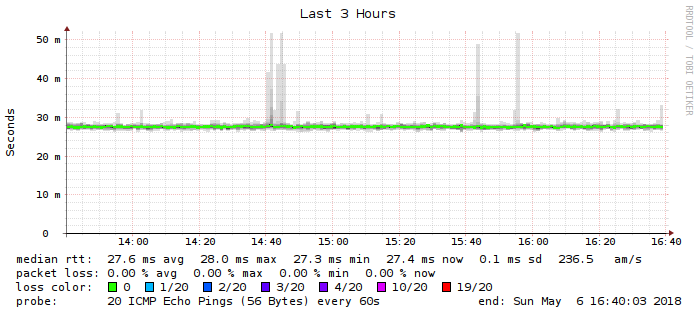 Last 3 Hours
RRDTOOL / TOBI OETIKER
Seconds
50 m
40 m
30 m
20 m
10 m
0
14:00 14:20 14:40 15:00 15:20 15:40 16:00 16:20 16:40
median rtt: 27.6 ms avg 28.0 ms max 27.3 ms min 27.4 ms now 0.1 ms sd 236.5 am/s
packet loss: 0.00 % avg 0.00 % max 0.00 % min 0.00 % now
loss color: 0 1/20 2/20 3/20 4/20 10/20 19/20
probe: 20 ICMP Echo Pings (56 Bytes) every 60s end: Sun May 6 16:40:03 2018